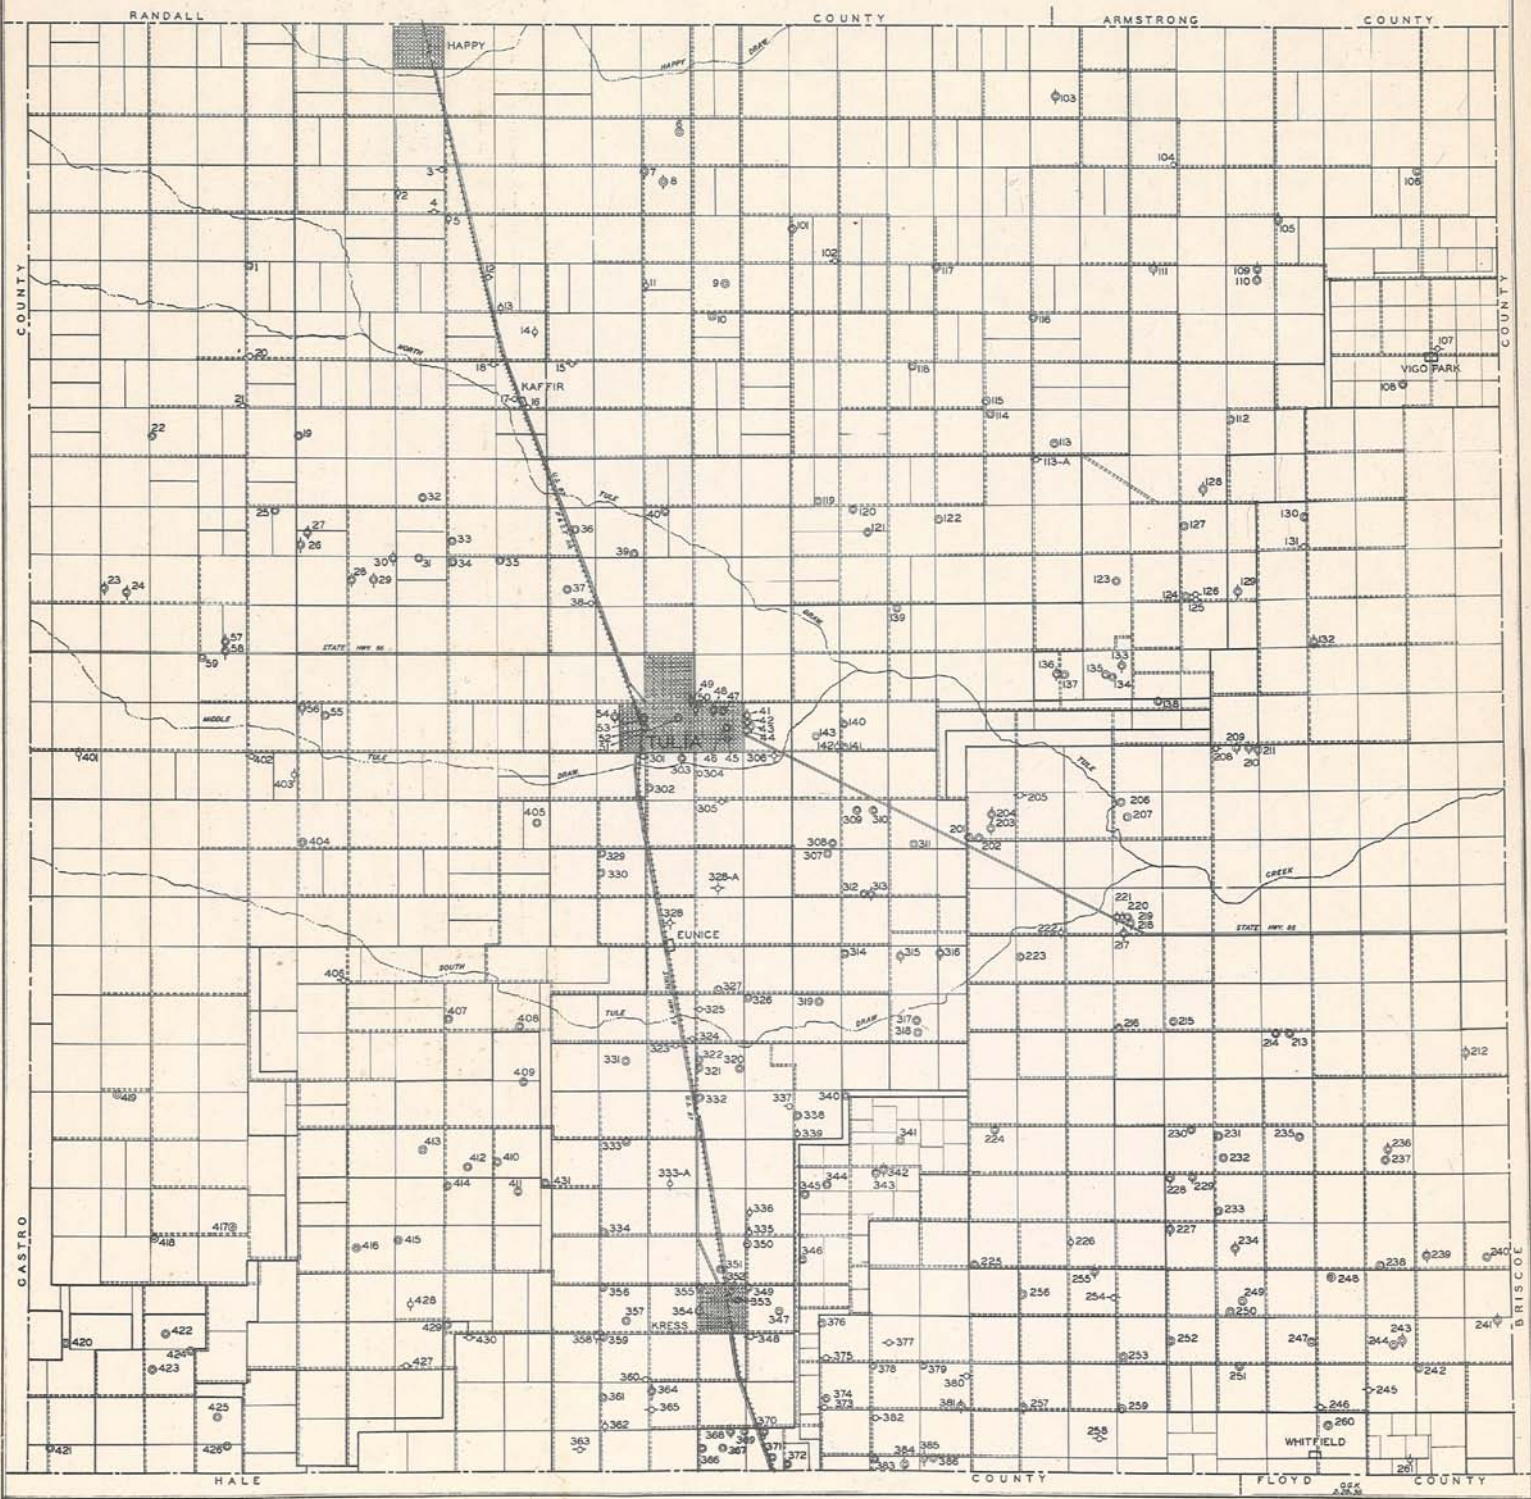 RANDALL COUNTY ARMSTRONG COUNTY
HAPPY
HAPPY DRAW
103
6
104
3 7 8 106
2
4
5 101 105
102
1 12 117 111 109
11 9 110
13
10 116
14
NORTH 107
20 18 15 118 VIGO PARK
108
KAFFIR
17 16 115
21 114 112
22 19 113
113-A
128
32 TULE 119
25 40 120 122 130
27 36 121 127
26 33 131
39
30 31 34 35
28 29 123 129
23 24 37 124 126
38 125
139
DRAW
57 132
58 STATE HWY. 86
59 133
136 135
137 134
49 48 47
50
56 55 54 41 138
MIDDLE 53 42 140
52 43 143
51 TULIA 44 142 141 209
401 402 TULE 301 46 45 306 208 211
303 210
403 DRAW 304 TULE
302 205
305 206
405 309 310 204 207
203
404 308 201
311 202
329 307
330 328-A CREEK
312 313
221
220
328 219
218
EUNICE 222 STATE HWY. 86
217
314 315 316 223
SOUTH
406
327 326 319
325
407 TULE DRAW 317 216 215
408 318
324 214 213
323
331 322 320 212
321
409
419 332 337 340
338
339 341 224 230 231 235
413 333 236
412 410 232 237
414 411 431 333-A 344 342
345 343 228 229
336 233
417 334 335 227
418 416 415 350 346 226 234
239 240
225 238
351
352 255
356 355 349 256 254 248
428 353 249
357 354 347 250
KRESS 376 241
422 429 430 358 359 348 377 252 247 243
420 244
424 375 253
423 427 378 379 251 242
360 380
364 245
361 374
365 373 381 257 259 246
425 362 382 260
370
363 368 369 258 WHITFIELD
421 426 367 371 384 385
366 372 383 386 261
COUNTY
CASTRO
COUNTY
BRISCOE
HALE COUNTY FLOYD COUNTY